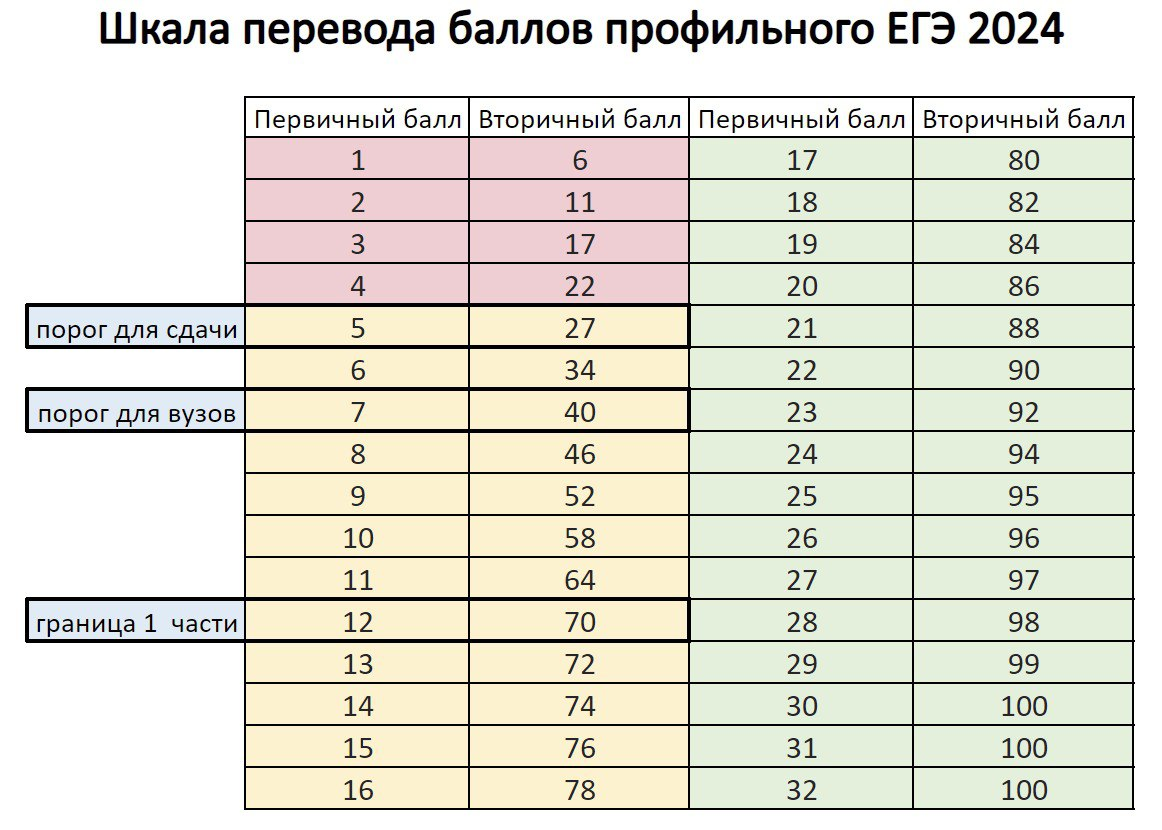 Шкала перевода баллов профильного ЕГЭ 2024
Первичный балл Вторичный балл Первичный балл Вторичный балл
1 6 17 80
2 11 18 82
3 17 19 84
4 22 20 86
порог для сдачи 5 27 21 88
6 34 22 90
порог для вузов 7 40 23 92
8 46 24 94
9 52 25 95
10 58 26 96
11 64 27 97
граница 1 части 12 70 28 98
13 72 29 99
14 74 30 100
15 76 31 100
16 78 32 100